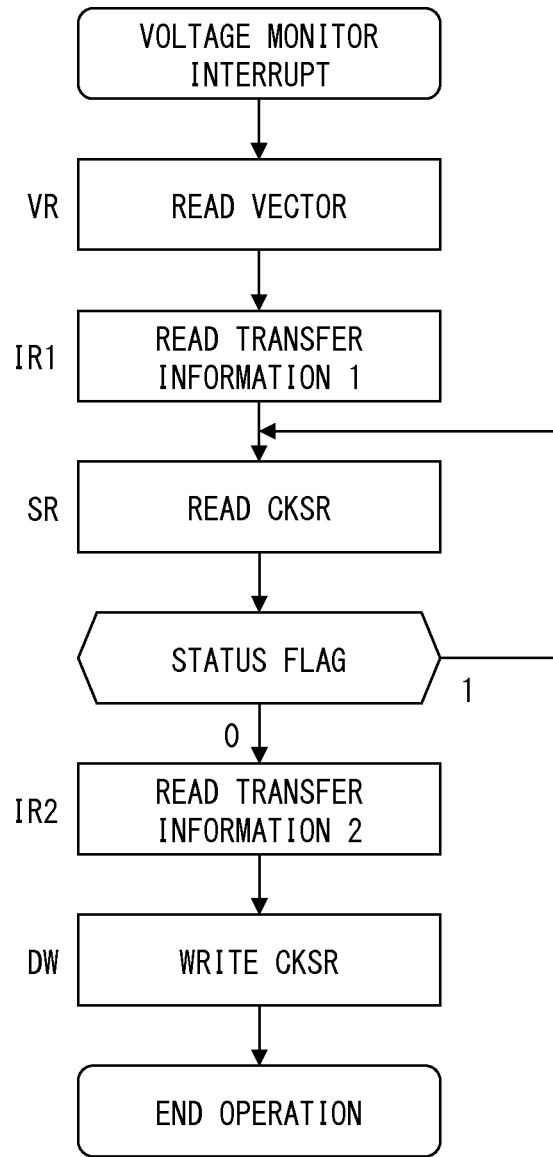 VOLTAGE MONITOR
INTERRUPT
VR
READ VECTOR
IR1
READ TRANSFER
INFORMATION 1
SR
READ CKSR
STATUS FLAG
1
0
IR2
READ TRANSFER
INFORMATION 2
DW
WRITE CKSR
END OPERATION